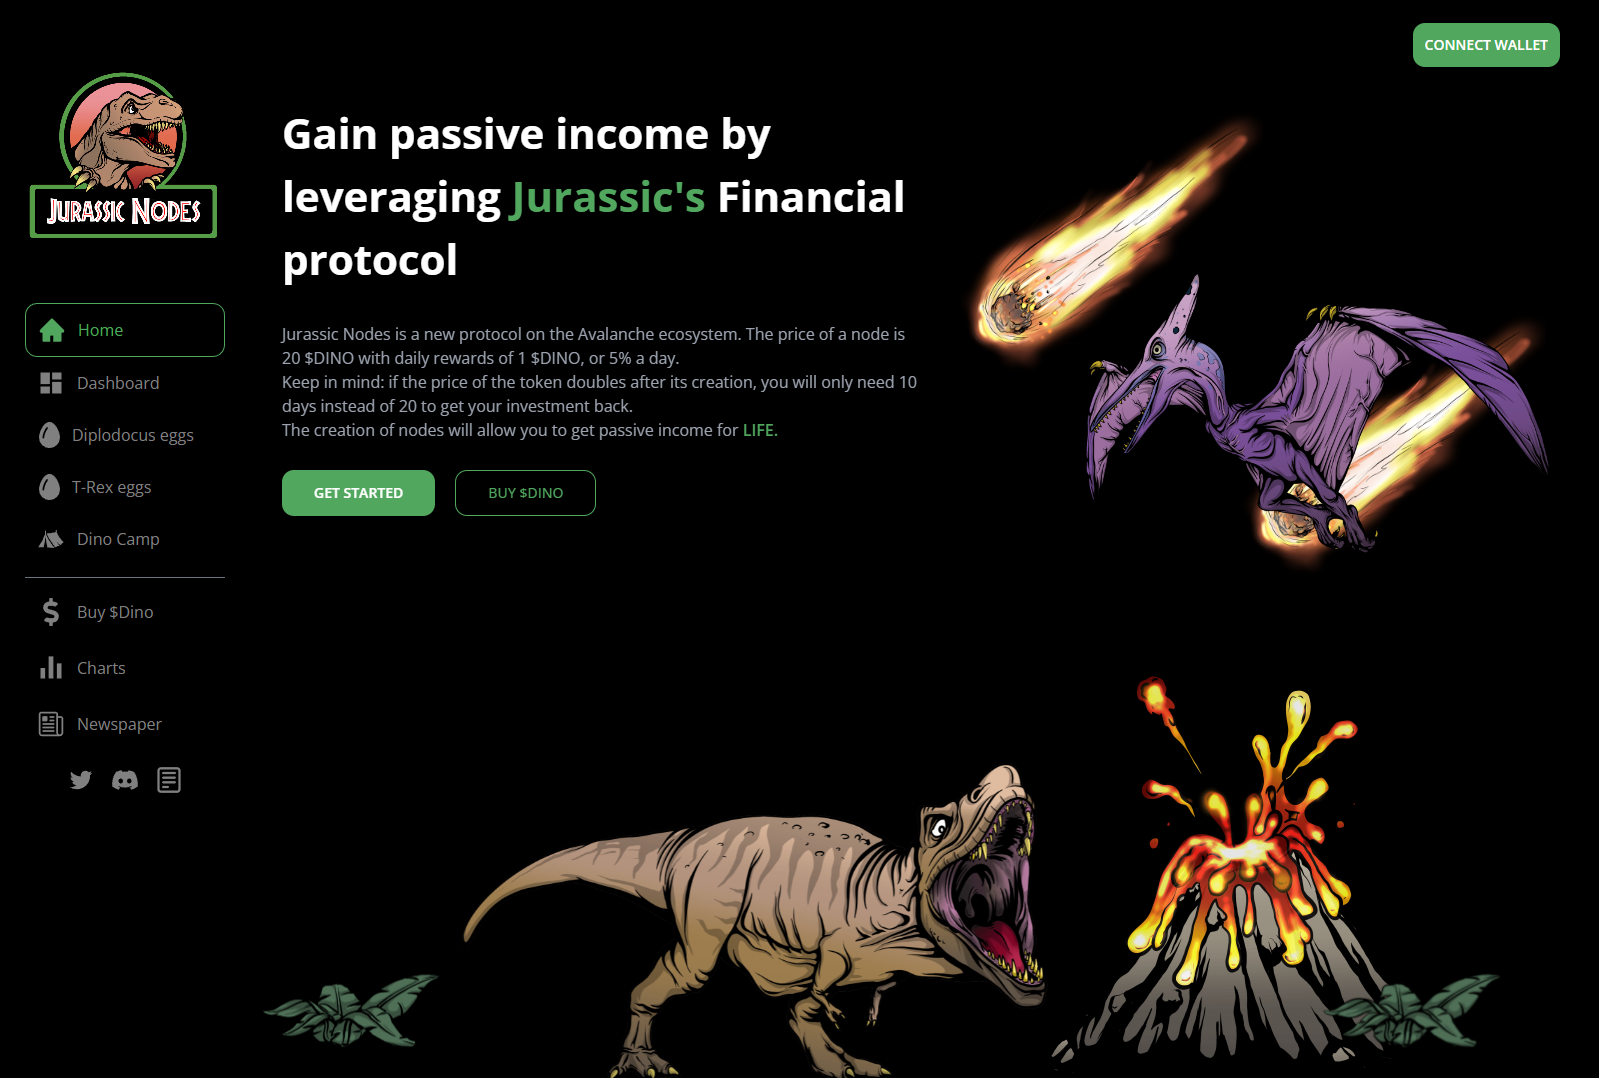 CONNECT WALLET
JURASSIC NODES
Home
Dashboard
Diplodocus eggs
T-Rex eggs
Dino Camp
Buy $Dino
Charts
Newspaper
Gain passive income by
leveraging Jurassic's Financial
protocol
Jurassic Nodes is a new protocol on the Avalanche ecosystem. The price of a node is
20 $DINO with daily rewards of 1 $DINO, or 5% a day.
Keep in mind: if the price of the token doubles after its creation, you will only need 10
days instead of 20 to get your investment back.
The creation of nodes will allow you to get passive income for LIFE.
GET STARTED
BUY $DINO